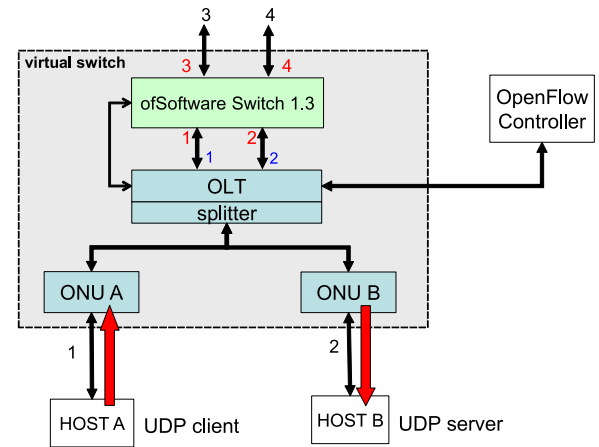 3 4
virtual switch
3 4
ofSoftware Switch 1.3
OpenFlow
Controller
1 2
1 2
OLT
splitter
ONU A
ONU B
1
2
HOST A
UDP client
HOST B
UDP server